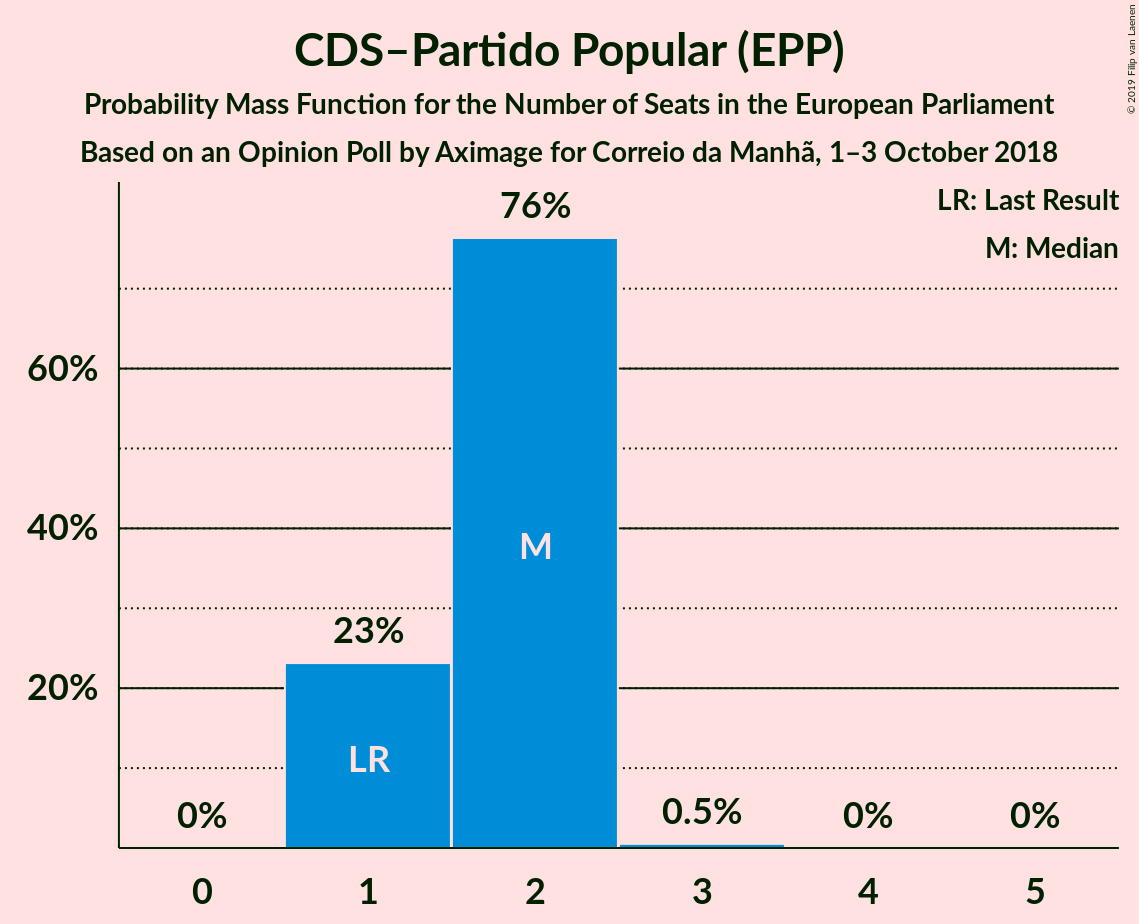 CDS–Partido Popular (EPP)
Probability Mass Function for the Number of Seats in the European Parliament
Based on an Opinion Poll by Aximage for Correio da Manhã, 1–3 October 2018
© 2019 Filip van Laenen
LR: Last Result
M: Median
76%
60%
40%
M
23%
20%
LR
0%
0.5%
0%
0%
0 1 2 3 4 5